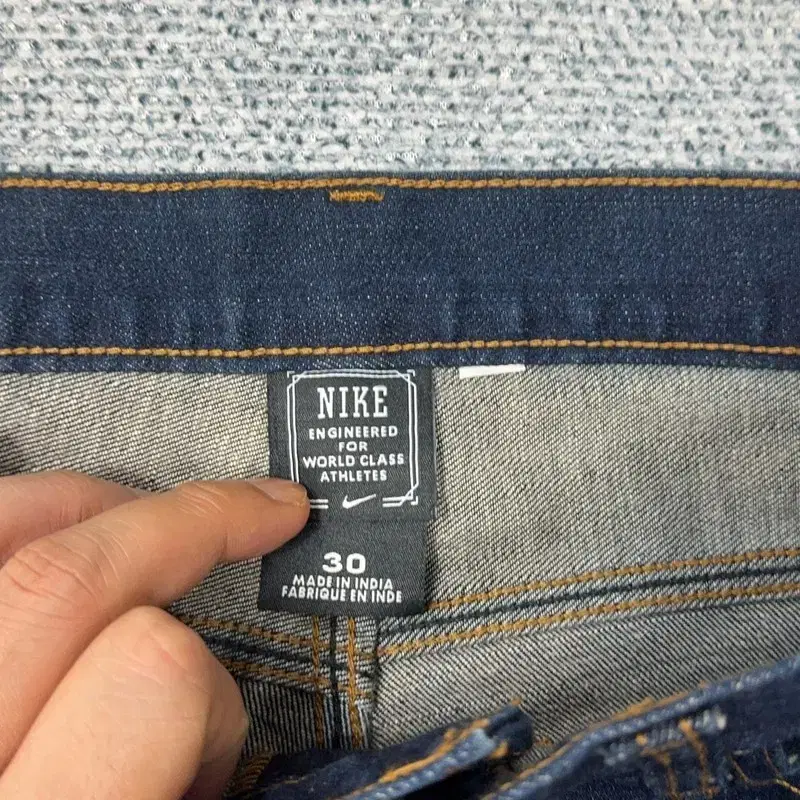 NIKE
ENGINEERED
FOR
WORLD CLASS
ATHLETES
30
MADE IN INDIA
FABRIQUE EN INDE